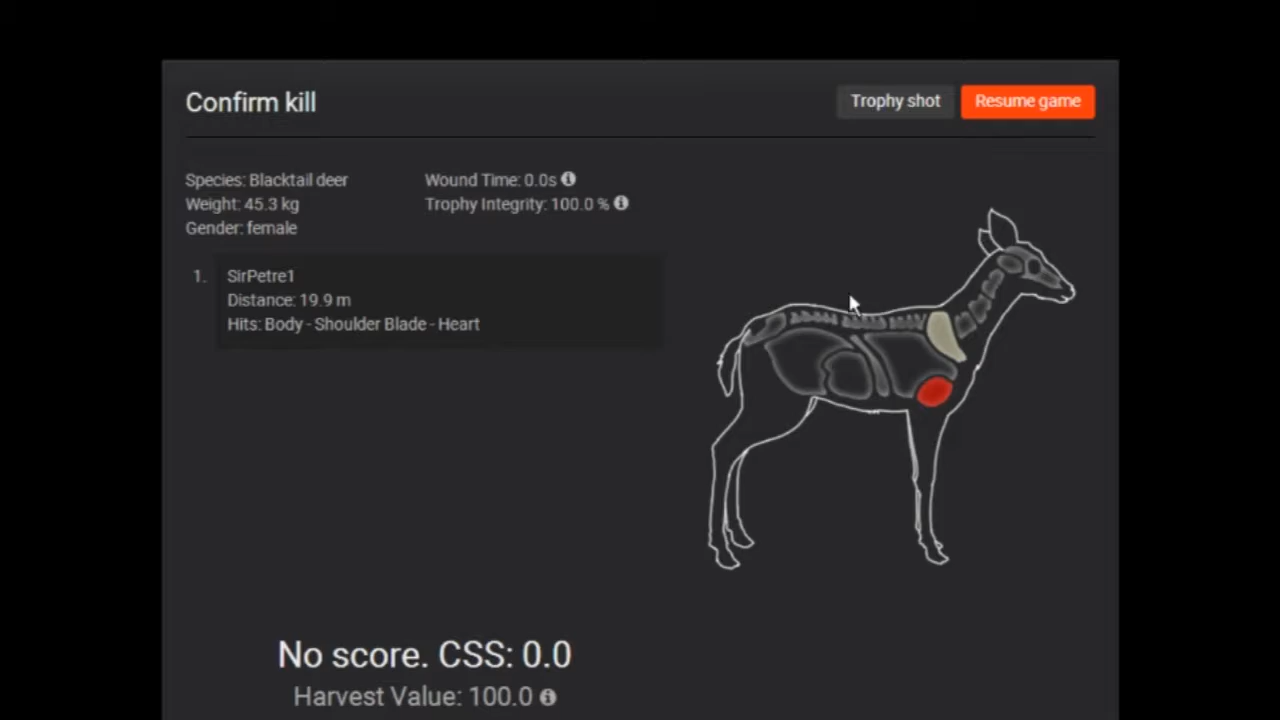 Confirm kill
Trophy shot
Resume game
Species: Blacktail deer
Weight: 45.3 kg
Gender: female
Wound Time: 0.0s
Trophy Integrity: 100.0 %
1.
SirPetre1
Distance: 19.9 m
Hits: Body - Shoulder Blade - Heart
No score. CSS: 0.0
Harvest Value: 100.0